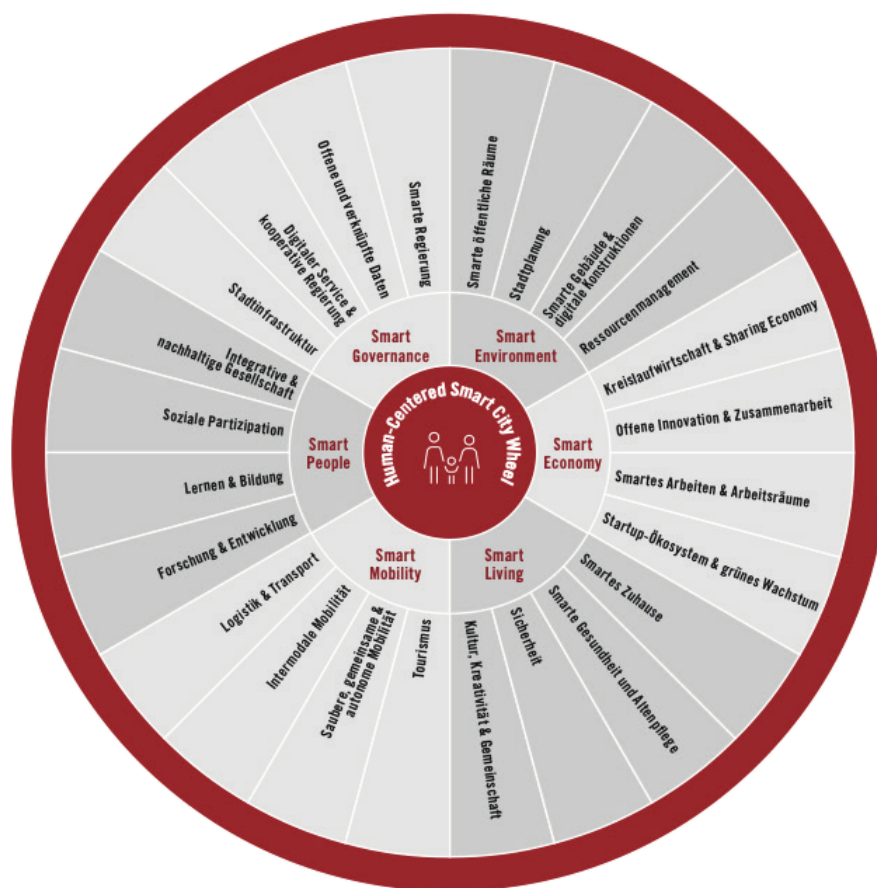 Human-Centered Smart City Wheel
Smart
Environment
Smarte öffentliche Räume
Stadtplanung
Smarte Gebäude &
digitale Konstruktionen
Ressourcenmanagement
Smart
Economy
Kreislaufwirtschaft & Sharing Economy
Offene Innovation & Zusammenarbeit
Smartes Arbeiten & Arbeitsräume
Startup-Ökosystem & grünes Wachstum
Smart
Living
Smartes Zuhause
Smarte Gesundheit und Altenpflege
Sicherheit
Kultur, Kreativität & Gemeinschaft
Smart
Mobility
Tourismus
Saubere, gemeinsame &
autonome Mobilität
Intermodale Mobilität
Logistik & Transport
Smart
People
Forschung & Entwicklung
Lernen & Bildung
Soziale Partizipation
Integrative &
nachhaltige Gesellschaft
Smart
Governance
Stadtinfrastruktur
Digitaler Service &
kooperative Regierung
Offene und verknüpfte Daten
Smarte Regierung